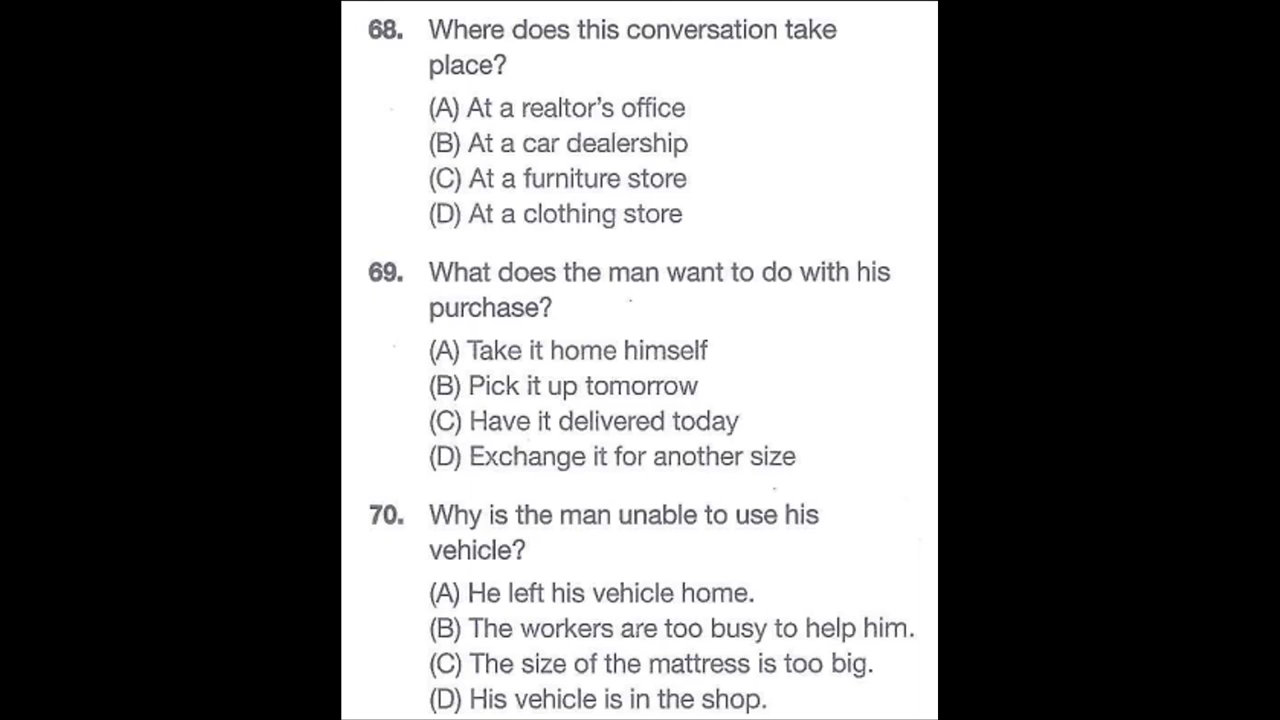 68. Where does this conversation take
place?
(A) At a realtor's office
(B) At a car dealership
(C) At a furniture store
(D) At a clothing store
69. What does the man want to do with his
purchase?
(A) Take it home himself
(B) Pick it up tomorrow
(C) Have it delivered today
(D) Exchange it for another size
70. Why is the man unable to use his
vehicle?
(A) He left his vehicle home.
(B) The workers are too busy to help him.
(C) The size of the mattress is too big.
(D) His vehicle is in the shop.